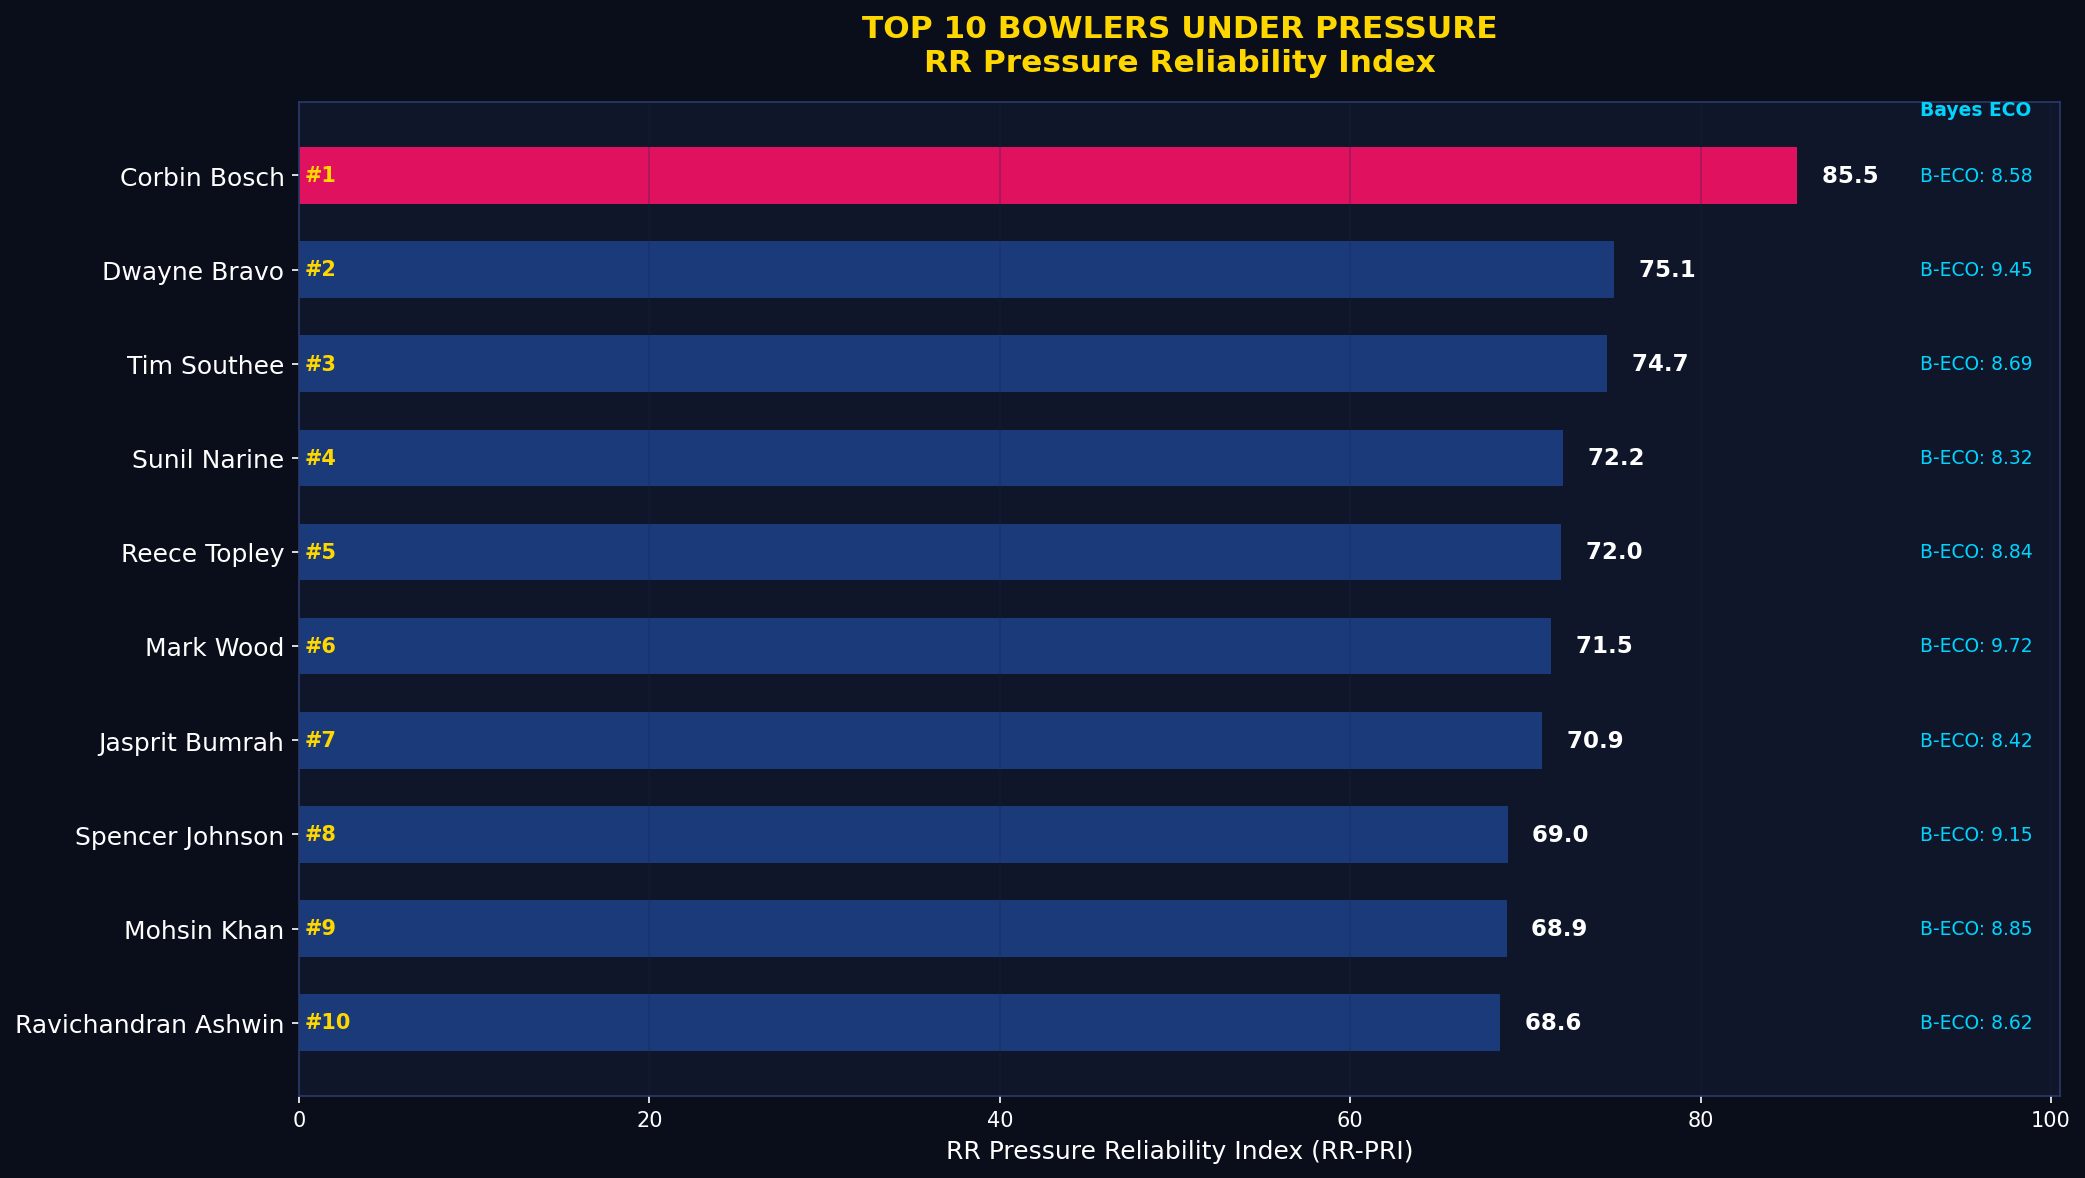 TOP 10 BOWLERS UNDER PRESSURE
RR Pressure Reliability Index
Bayes ECO
Corbin Bosch #1 85.5 B-ECO: 8.58
Dwayne Bravo #2 75.1 B-ECO: 9.45
Tim Southee #3 74.7 B-ECO: 8.69
Sunil Narine #4 72.2 B-ECO: 8.32
Reece Topley #5 72.0 B-ECO: 8.84
Mark Wood #6 71.5 B-ECO: 9.72
Jasprit Bumrah #7 70.9 B-ECO: 8.42
Spencer Johnson #8 69.0 B-ECO: 9.15
Mohsin Khan #9 68.9 B-ECO: 8.85
Ravichandran Ashwin #10 68.6 B-ECO: 8.62
0 20 40 60 80 100
RR Pressure Reliability Index (RR-PRI)